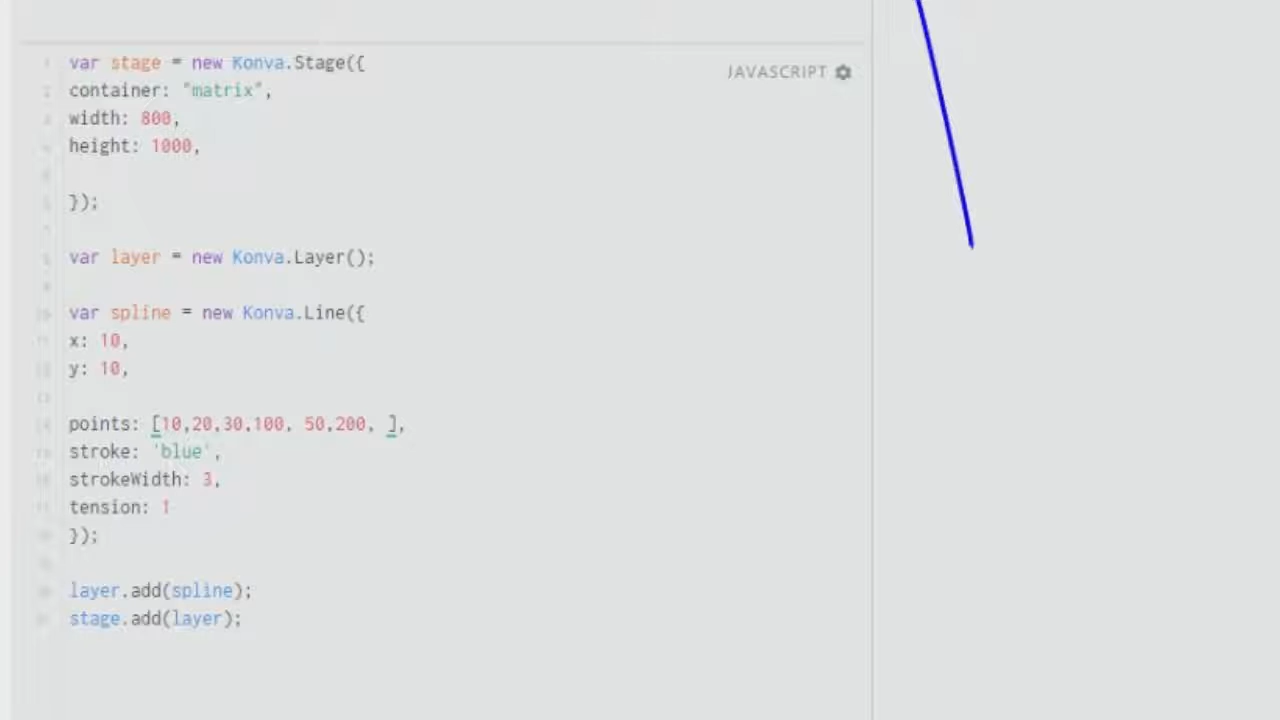 var stage = new Konva.Stage({
JAVASCRIPT
container: "matrix",
width: 800,
height: 1000,
});
var layer = new Konva.Layer();
var spline = new Konva.Line({
x: 10,
y: 10,
points: [10,20,30,100, 50,200, ],
stroke: 'blue',
strokeWidth: 3,
tension: 1
});
layer.add(spline);
stage.add(layer);